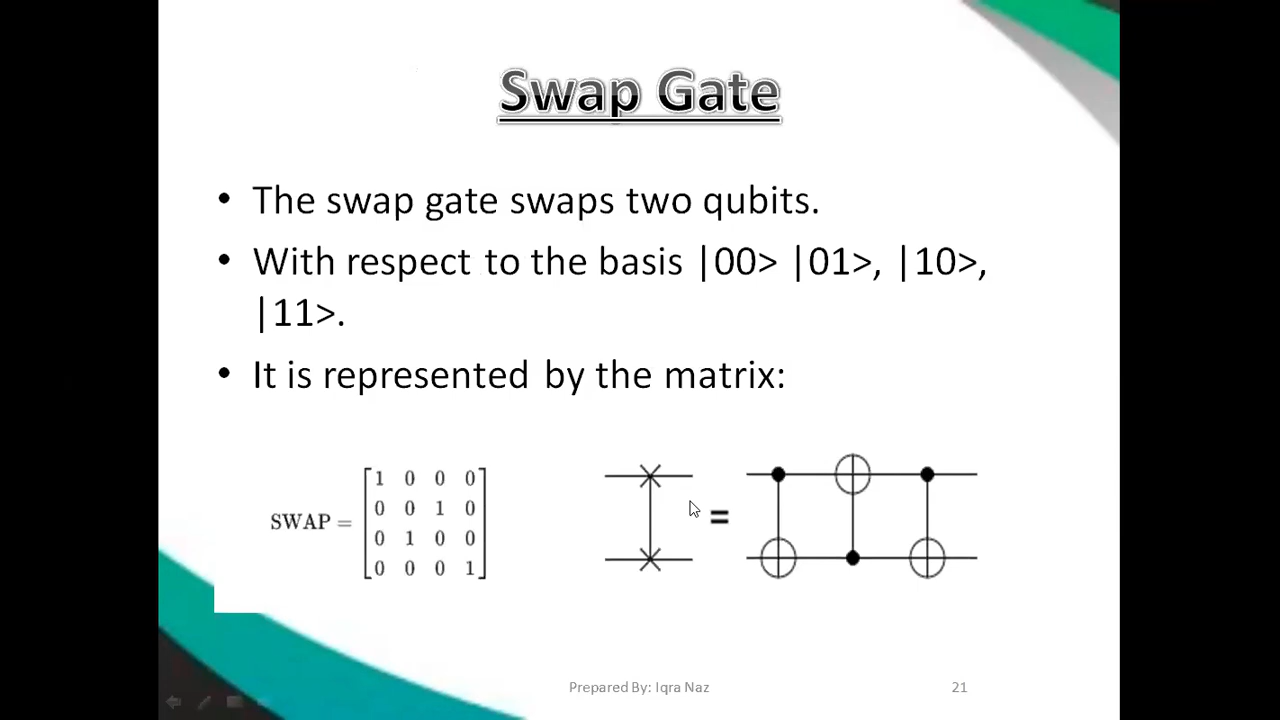 Swap Gate
• The swap gate swaps two qubits.
• With respect to the basis |00> |01>, |10>,
|11>.
• It is represented by the matrix:
SWAP =
1 0 0 0
0 0 1 0
0 1 0 0
0 0 0 1
=
Prepared By: Iqra Naz
21